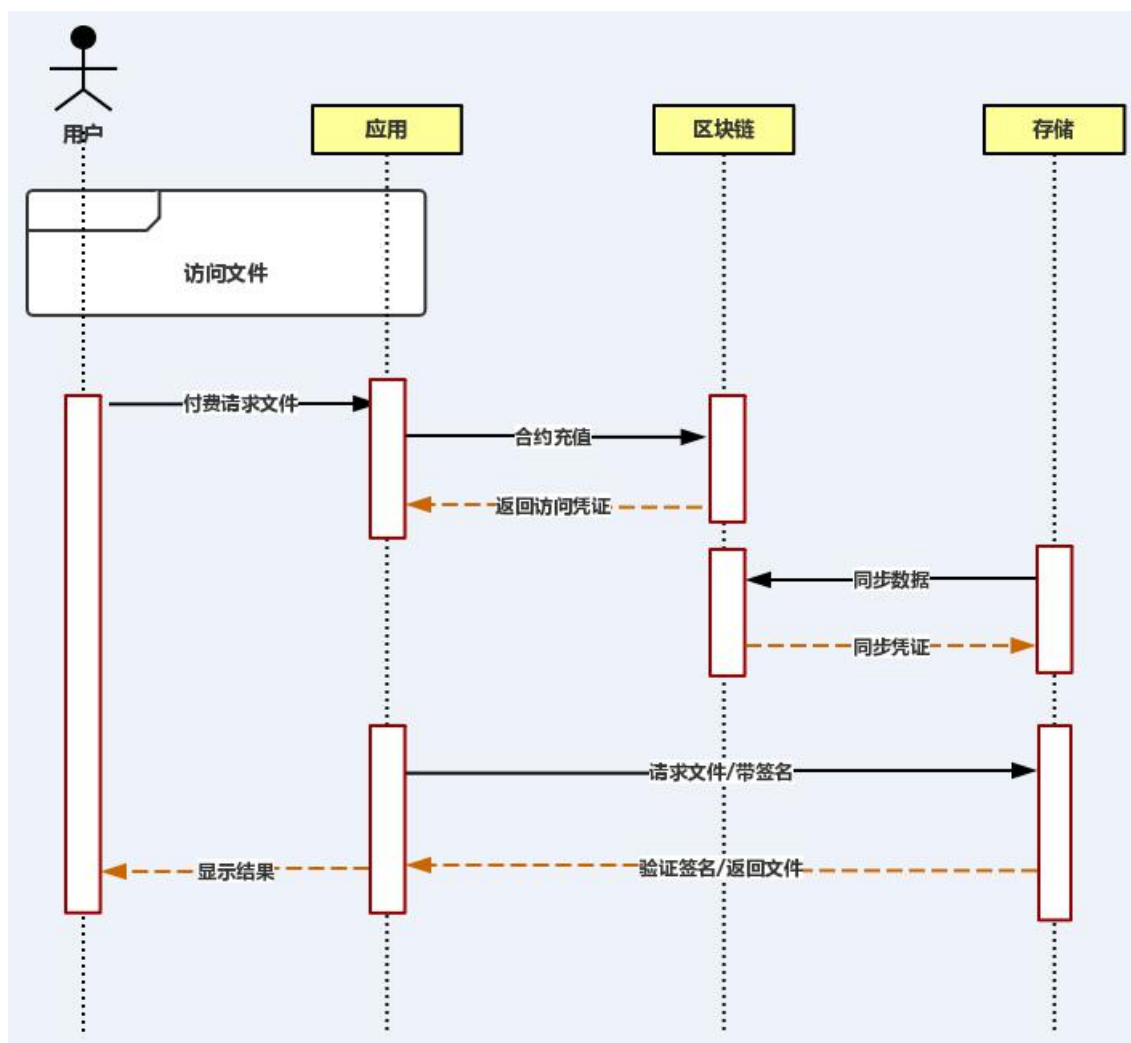 用户
应用
区块链
存储
访问文件
付费请求文件
合约充值
返回访问凭证
同步数据
同步凭证
请求文件/带签名
验证签名/返回文件
显示结果